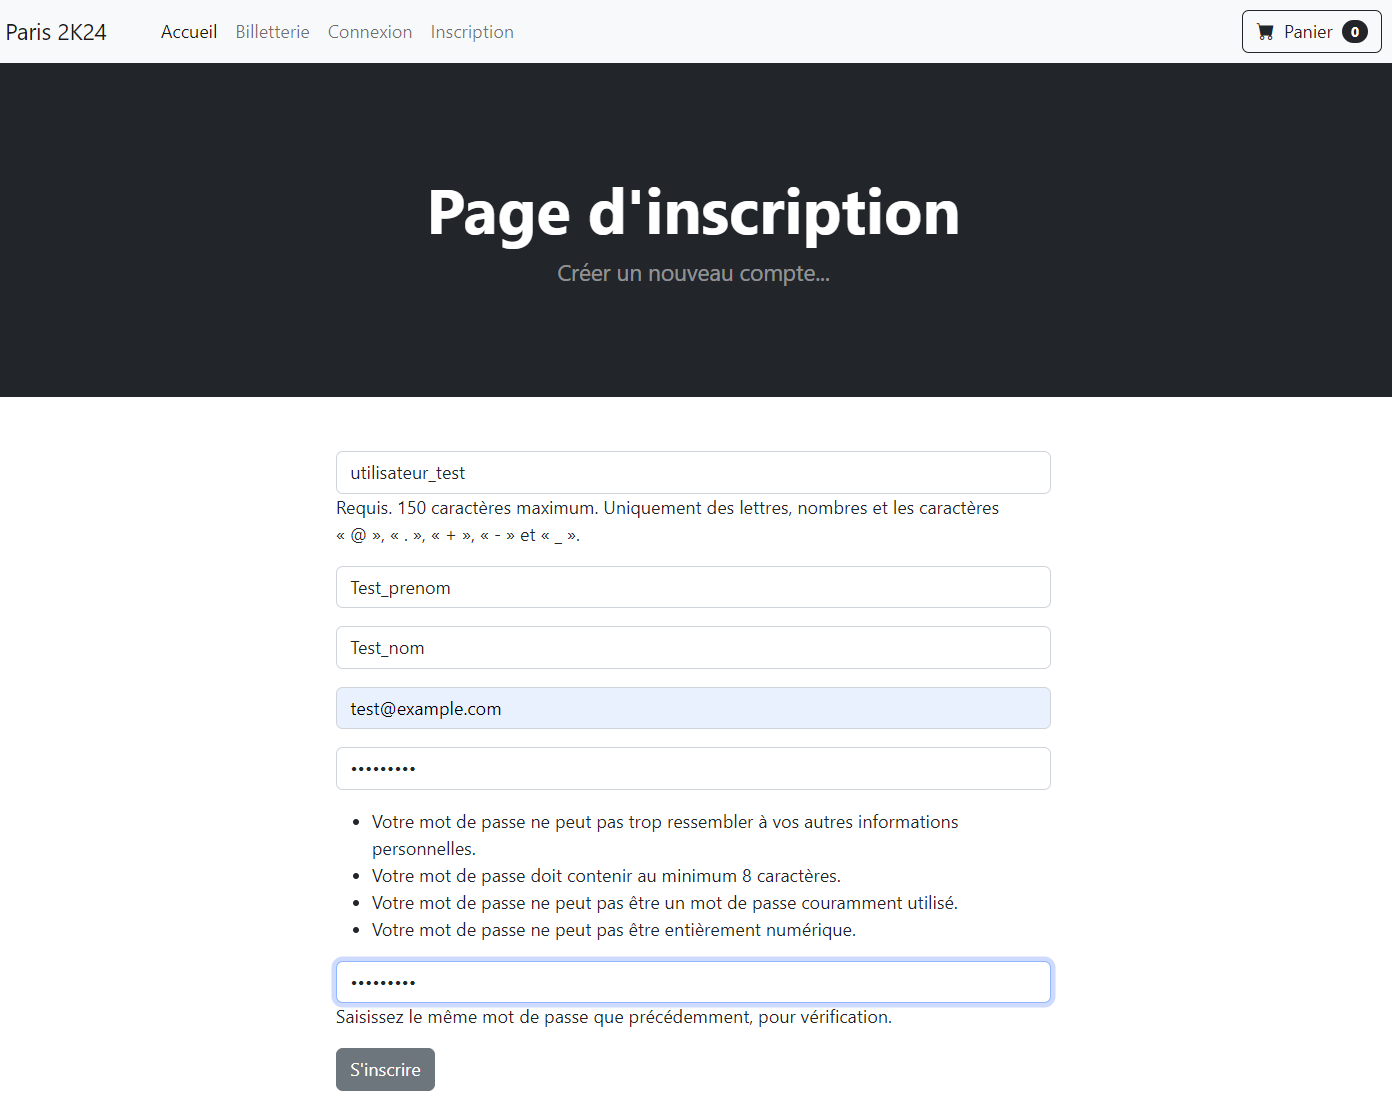 Paris 2K24 Accueil Billetterie Connexion Inscription Panier 0
Page d'inscription
Créer un nouveau compte...
utilisateur_test
Requis. 150 caractères maximum. Uniquement des lettres, nombres et les caractères
« @ », « . », « + », « - » et « _ ».
Test_prenom
Test_nom
test@example.com
•••••••••
• Votre mot de passe ne peut pas trop ressembler à vos autres informations
personnelles.
• Votre mot de passe doit contenir au minimum 8 caractères.
• Votre mot de passe ne peut pas être un mot de passe couramment utilisé.
• Votre mot de passe ne peut pas être entièrement numérique.
•••••••••
Saisissez le même mot de passe que précédemment, pour vérification.
S'inscrire